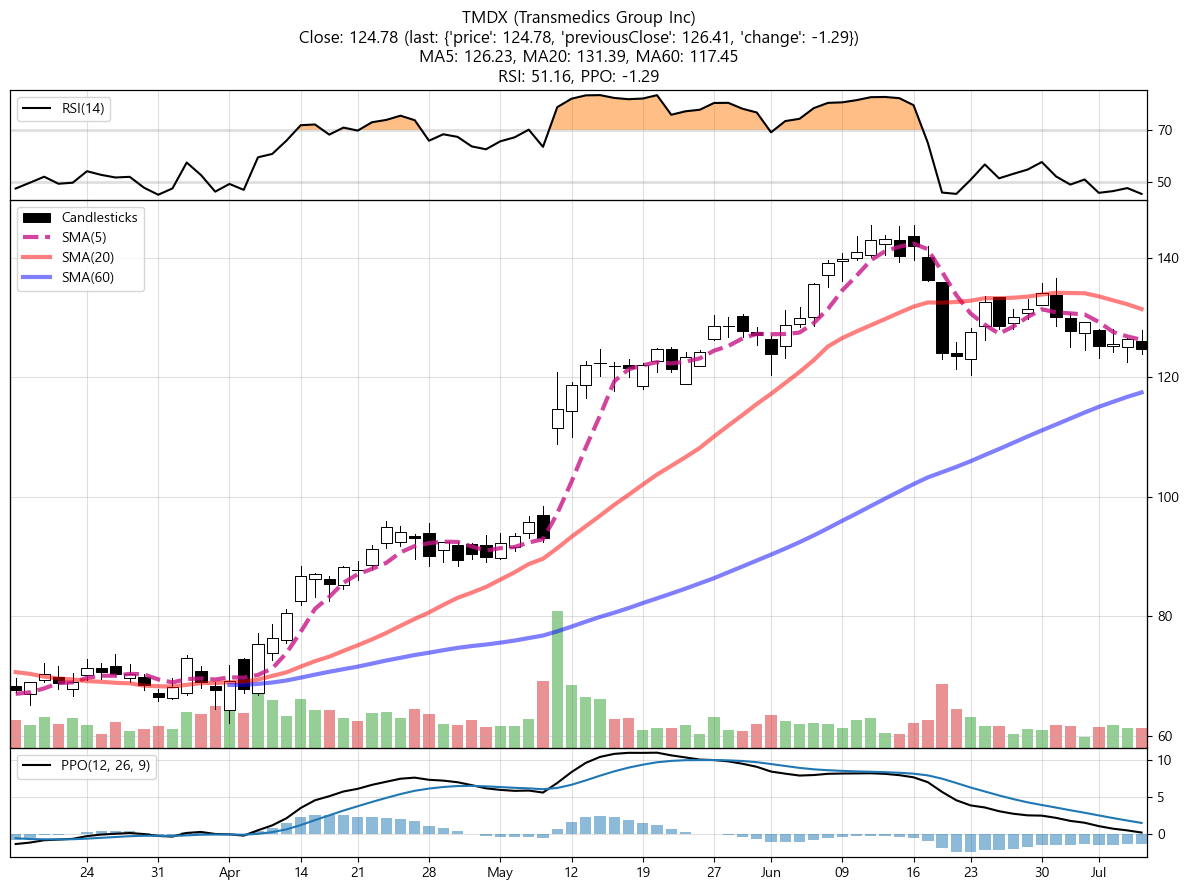 TMDX (Transmedics Group Inc)
Close: 124.78 (last: {'price': 124.78, 'previousClose': 126.41, 'change': -1.29})
MA5: 126.23, MA20: 131.39, MA60: 117.45
RSI: 51.16, PPO: -1.29
RSI(14)
70
50
Candlesticks
SMA(5)
SMA(20)
SMA(60)
140
120
100
80
60
PPO(12, 26, 9)
10
5
0
24 31 Apr 14 21 28 May 12 19 27 Jun 09 16 23 30 Jul